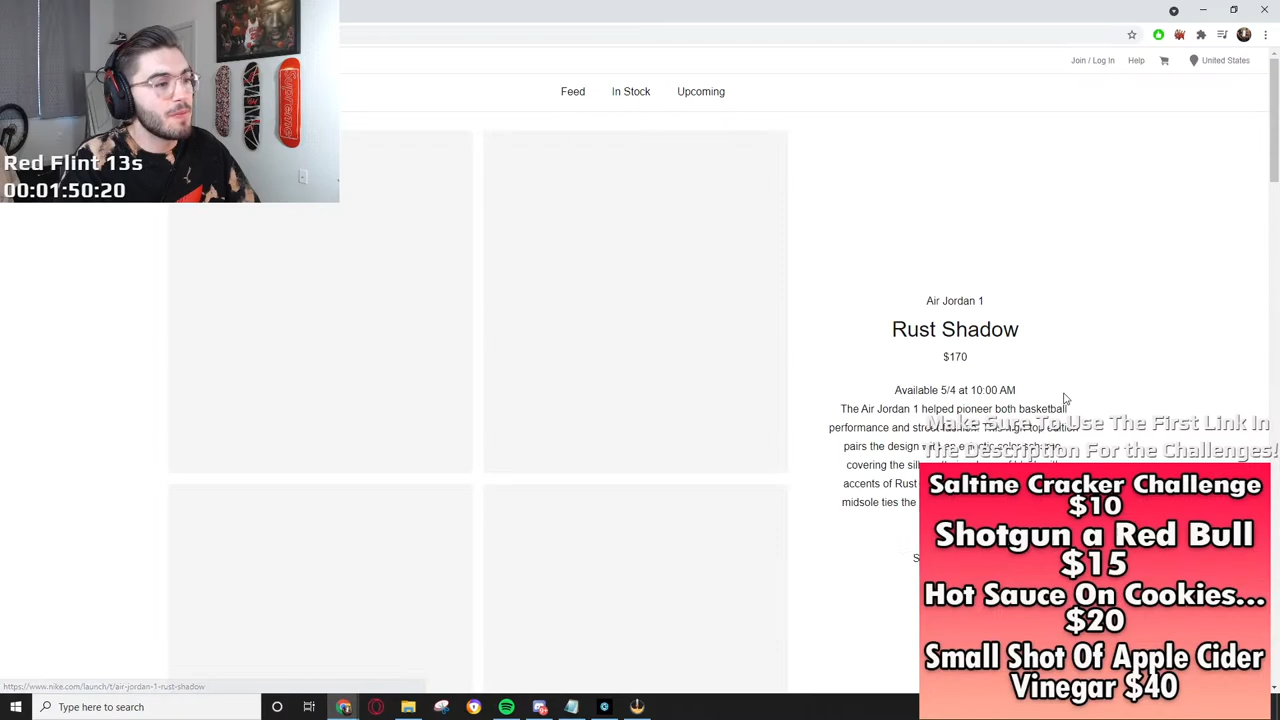 Join / Log In
Help
United States
Feed
In Stock
Upcoming
Supreme
Red Flint 13s
00:01:50:20
Air Jordan 1
Rust Shadow
$170
Available 5/4 at 10:00 AM
The Air Jordan 1 helped pioneer both basketball
performance and street
pairs the design
covering the
accents of Rust
midsole ties the
Make Sure To Use The First Link In
The Description For the Challenges!
Saltine Cracker Challenge
$10
Shotgun a Red Bull
$15
Hot Sauce On Cookies...
$20
Small Shot Of Apple Cider
Vinegar $40
https://www.nike.com/launch/t/air-jordan-1-rust-shadow
Type here to search